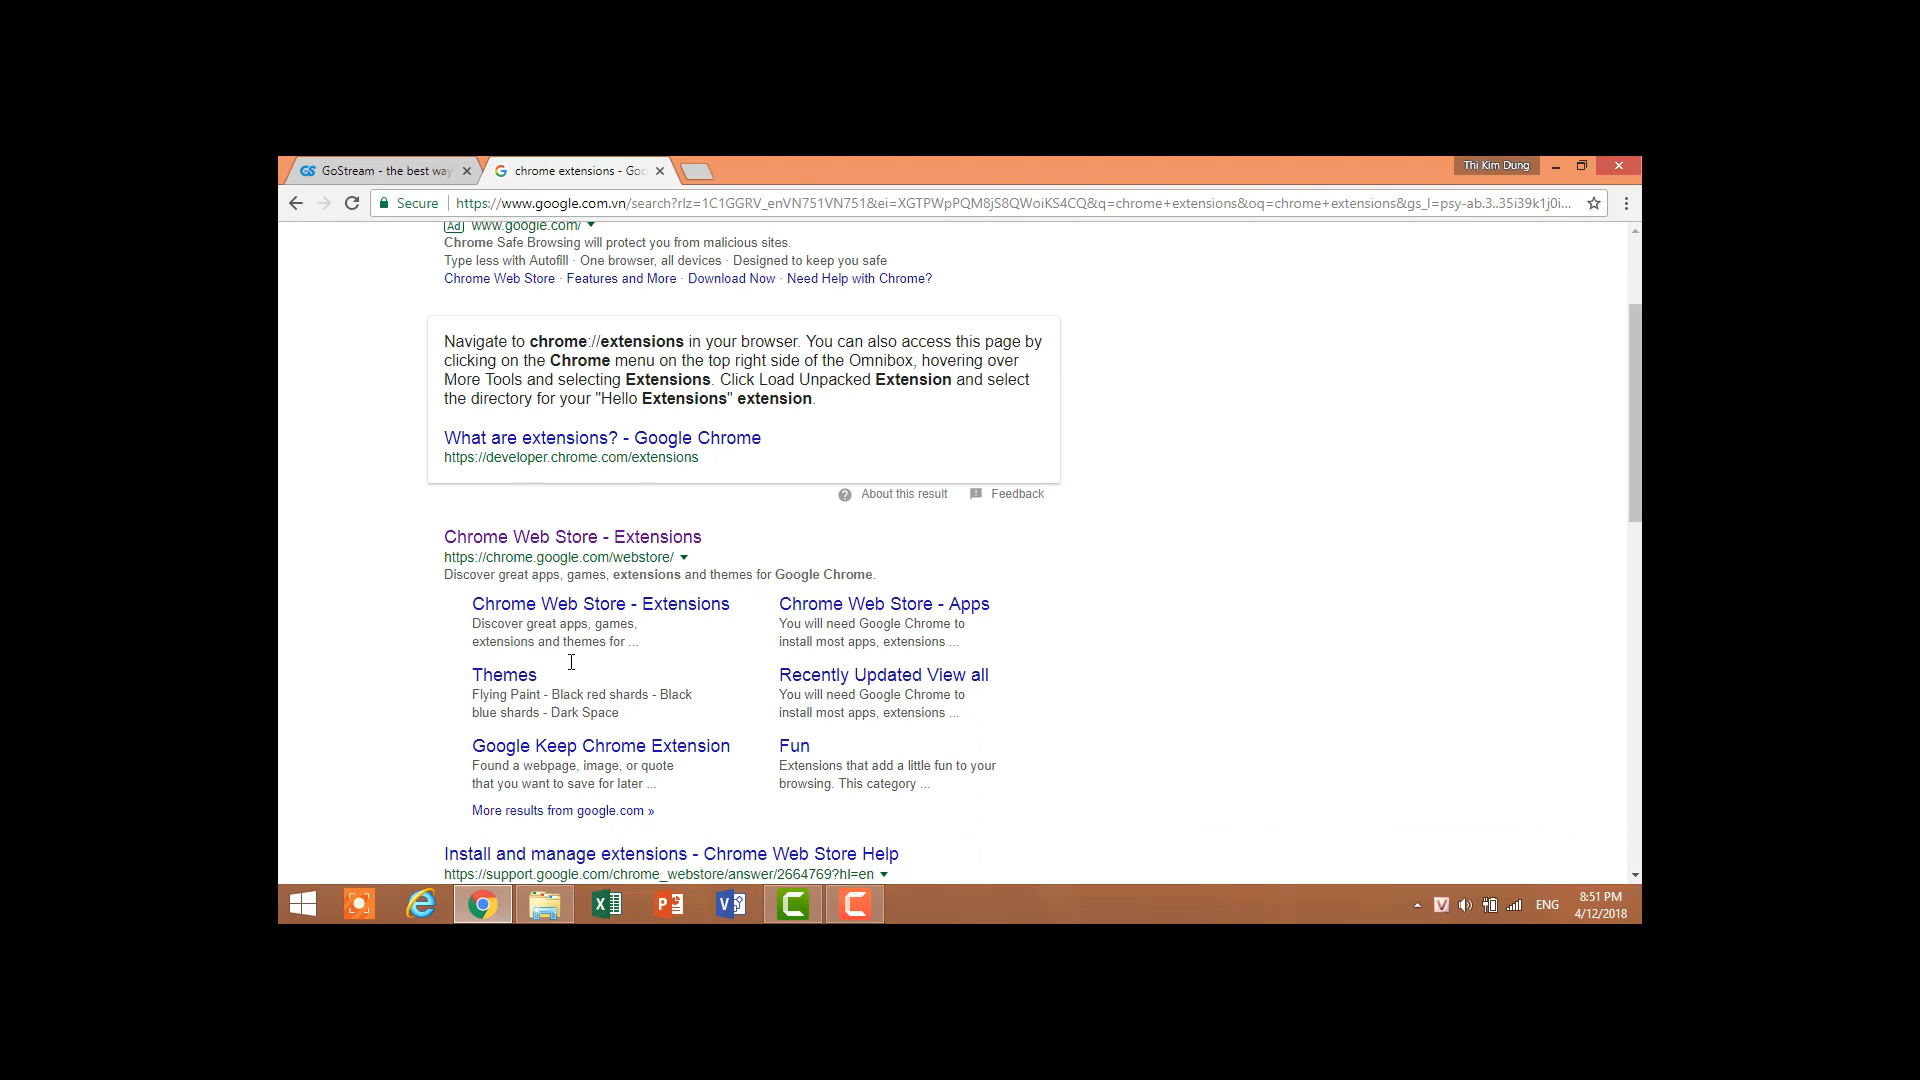 GoStream - the best way
chrome extensions - Goo
Thi Kim Dung
Secure
https://www.google.com.vn/search?rlz=1C1GGRV_enVN751VN751&ei=XGTPWpPQM8jS8QWoiKS4CQ&q=chrome+extensions&oq=chrome+extensions&gs_l=psy-ab.3..35i39k1j0i...
Ad www.google.com/
Chrome Safe Browsing will protect you from malicious sites.
Type less with Autofill · One browser, all devices · Designed to keep you safe
Chrome Web Store · Features and More · Download Now · Need Help with Chrome?
Navigate to chrome://extensions in your browser. You can also access this page by
clicking on the Chrome menu on the top right side of the Omnibox, hovering over
More Tools and selecting Extensions. Click Load Unpacked Extension and select
the directory for your "Hello Extensions" extension.
What are extensions? - Google Chrome
https://developer.chrome.com/extensions
About this result
Feedback
Chrome Web Store - Extensions
https://chrome.google.com/webstore/
Discover great apps, games, extensions and themes for Google Chrome.
Chrome Web Store - Extensions
Discover great apps, games,
extensions and themes for ...
Chrome Web Store - Apps
You will need Google Chrome to
install most apps, extensions ...
Themes
Flying Paint - Black red shards - Black
blue shards - Dark Space
Recently Updated View all
You will need Google Chrome to
install most apps, extensions ...
Google Keep Chrome Extension
Found a webpage, image, or quote
that you want to save for later ...
Fun
Extensions that add a little fun to your
browsing. This category ...
More results from google.com »
Install and manage extensions - Chrome Web Store Help
https://support.google.com/chrome_webstore/answer/2664769?hl=en
ENG
8:51 PM
4/12/2018